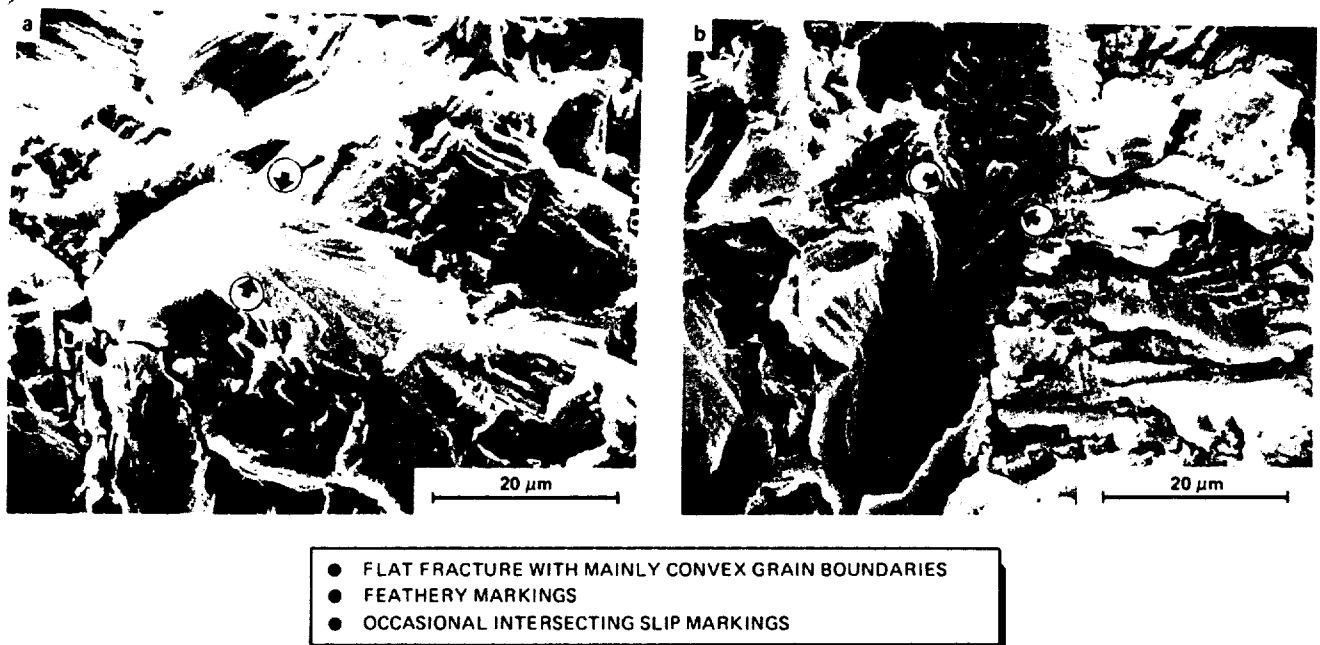 a
b
20 µm
20 µm
● FLAT FRACTURE WITH MAINLY CONVEX GRAIN BOUNDARIES
● FEATHERY MARKINGS
● OCCASIONAL INTERSECTING SLIP MARKINGS